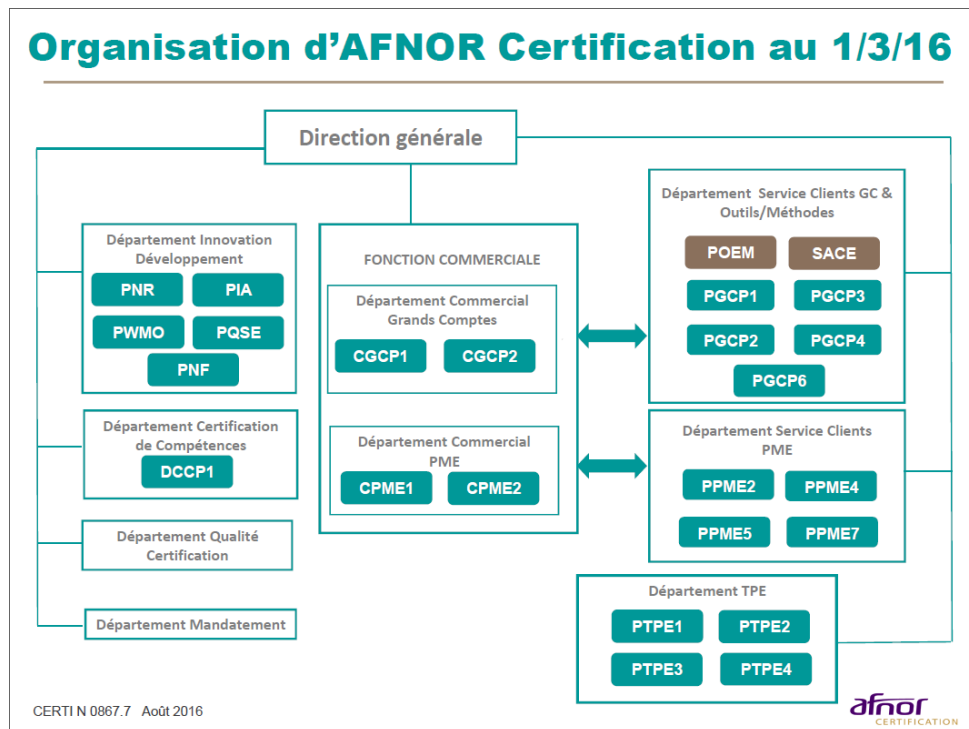 Organisation d'AFNOR Certification au 1/3/16
Direction générale
Département Innovation
Développement
PNR
PIA
PWMO
PQSE
PNF
Département Certification
de Compétences
DCCP1
Département Qualité
Certification
Département Mandatement
FONCTION COMMERCIALE
Département Commercial
Grands Comptes
CGCP1
CGCP2
Département Commercial
PME
CPME1
CPME2
Département Service Clients GC &
Outils/Méthodes
POEM
SACE
PGCP1
PGCP3
PGCP2
PGCP4
PGCP6
Département Service Clients
PME
PPME2
PPME4
PPME5
PPME7
Département TPE
PTPE1
PTPE2
PTPE3
PTPE4
CERTI N 0867.7 Août 2016
afnor
CERTIFICATION